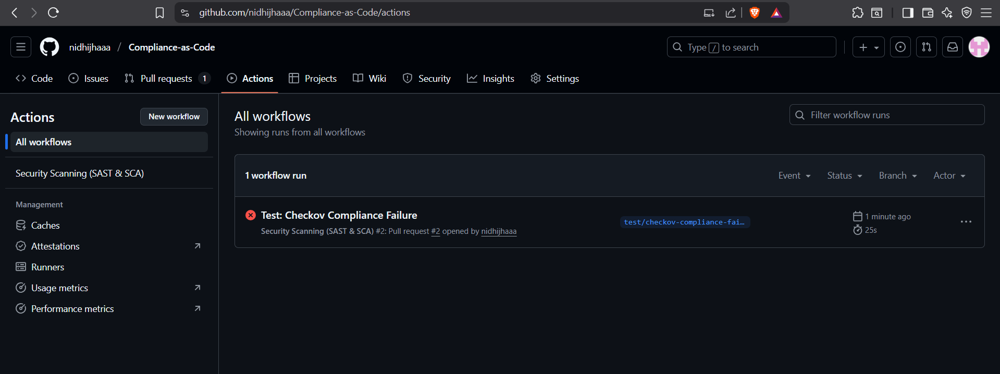 github.com/nidhijhaaa/Compliance-as-Code/actions
nidhijhaaa / Compliance-as-Code
Type / to search
Code
Issues
Pull requests 1
Actions
Projects
Wiki
Security
Insights
Settings
Actions
New workflow
All workflows
Security Scanning (SAST & SCA)
Management
Caches
Attestations
Runners
Usage metrics
Performance metrics
All workflows
Showing runs from all workflows
Filter workflow runs
1 workflow run
Event
Status
Branch
Actor
Test: Checkov Compliance Failure
Security Scanning (SAST & SCA) #2: Pull request #2 opened by nidhijhaaa
test/checkov-compliance-fai…
1 minute ago
25s